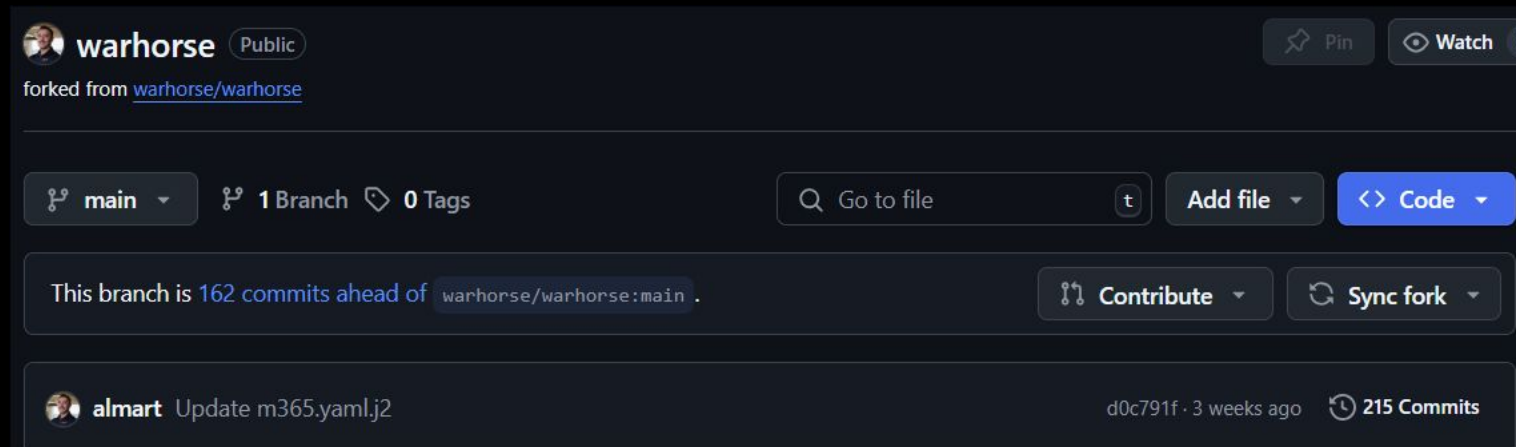 warhorse Public Pin Watch
forked from warhorse/warhorse
main 1 Branch 0 Tags Go to file t Add file Code
This branch is 162 commits ahead of warhorse/warhorse:main . Contribute Sync fork
almart Update m365.yaml.j2 d0c791f · 3 weeks ago 215 Commits